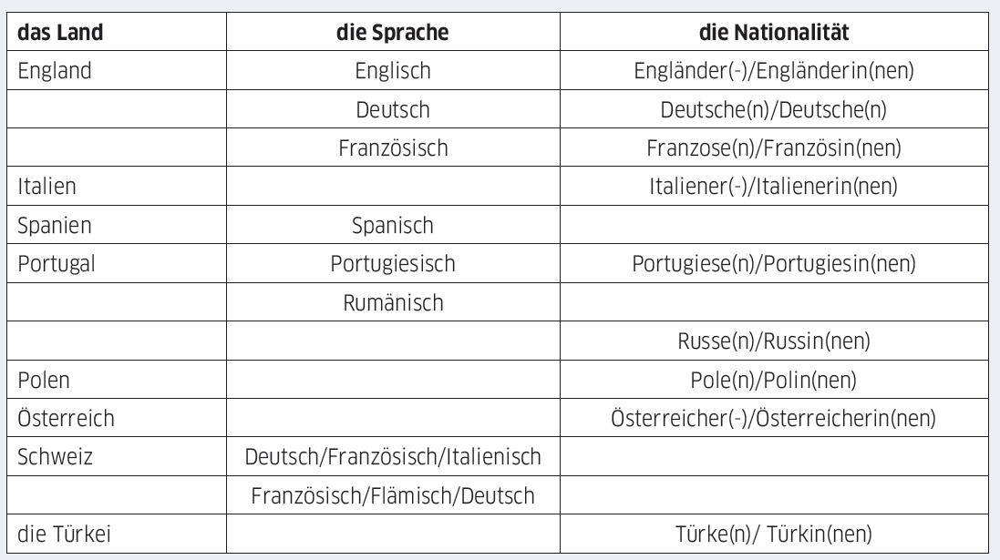 das Land die Sprache die Nationalität
England Englisch Engländer(-)/Engländerin(nen)
Deutsch Deutsche(n)/Deutsche(n)
Französisch Franzose(n)/Französin(nen)
Italien Italiener(-)/Italienerin(nen)
Spanien Spanisch
Portugal Portugiesisch Portugiese(n)/Portugiesin(nen)
Rumänisch
Russe(n)/Russin(nen)
Polen Pole(n)/Polin(nen)
Österreich Österreicher(-)/Österreicherin(nen)
Schweiz Deutsch/Französisch/Italienisch
Französisch/Flämisch/Deutsch
die Türkei Türke(n)/ Türkin(nen)